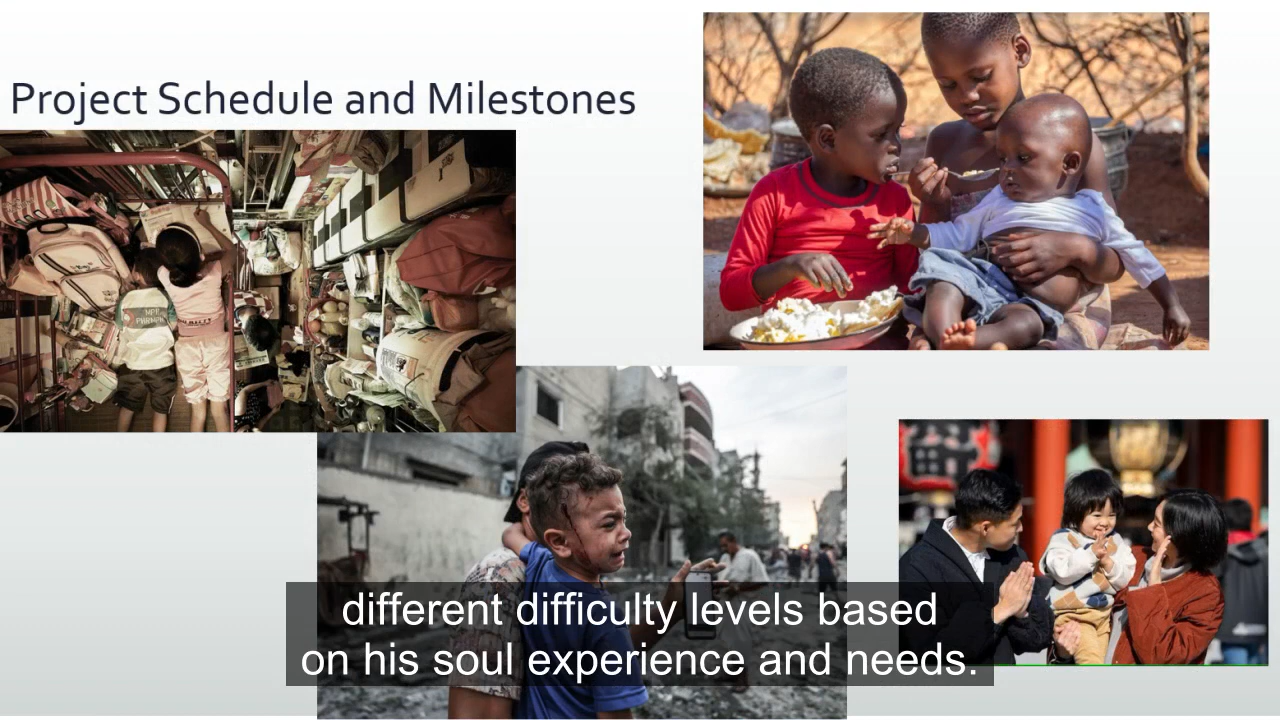 Project Schedule and Milestones
different difficulty levels based
on his soul experience and needs.